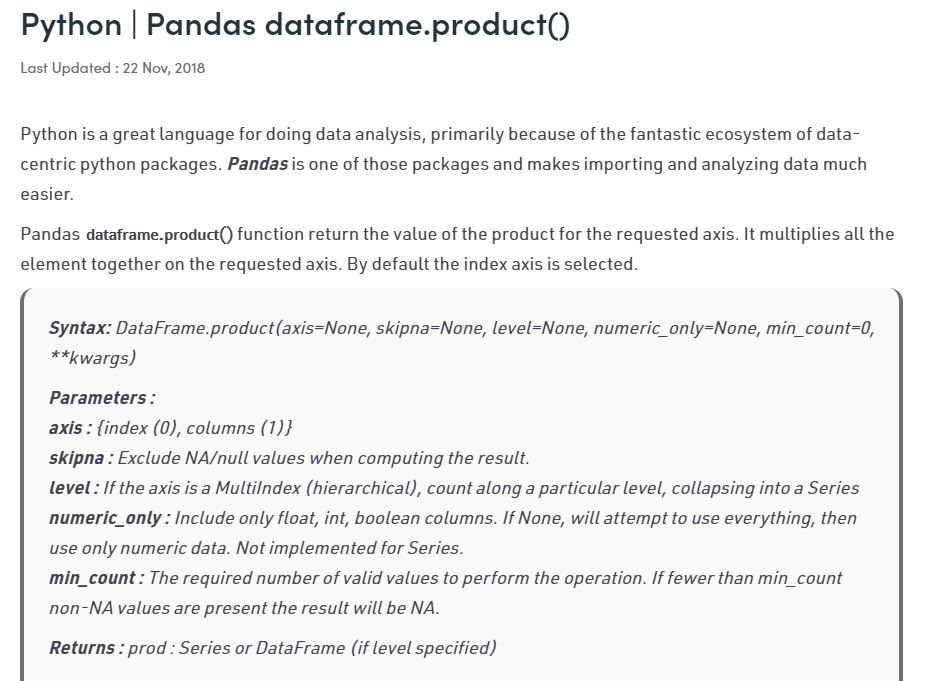 Python | Pandas dataframe.product()
Last Updated : 22 Nov, 2018
Python is a great language for doing data analysis, primarily because of the fantastic ecosystem of data-
centric python packages. Pandas is one of those packages and makes importing and analyzing data much
easier.
Pandas dataframe.product() function return the value of the product for the requested axis. It multiplies all the
element together on the requested axis. By default the index axis is selected.
Syntax: DataFrame.product(axis=None, skipna=None, level=None, numeric_only=None, min_count=0,
**kwargs)
Parameters :
axis : {index (0), columns (1)}
skipna : Exclude NA/null values when computing the result.
level : If the axis is a MultiIndex (hierarchical), count along a particular level, collapsing into a Series
numeric_only : Include only float, int, boolean columns. If None, will attempt to use everything, then
use only numeric data. Not implemented for Series.
min_count : The required number of valid values to perform the operation. If fewer than min_count
non-NA values are present the result will be NA.
Returns : prod : Series or DataFrame (if level specified)